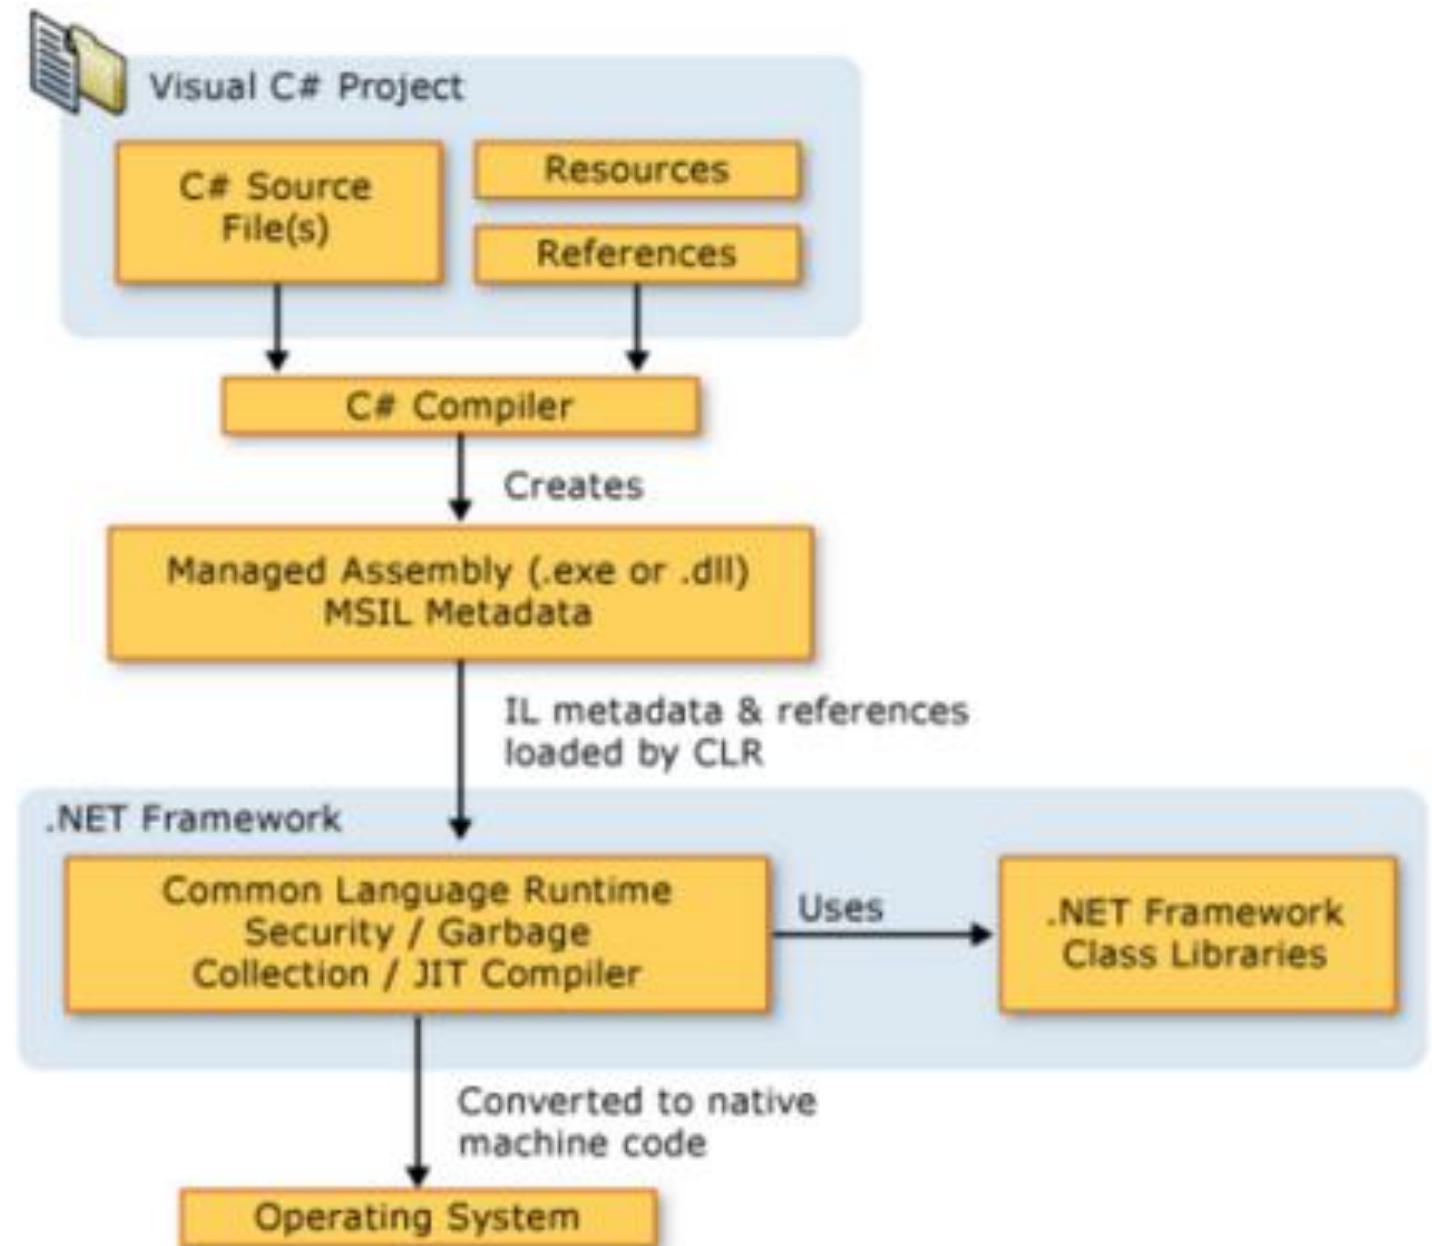 Visual C# Project
C# Source
File(s)
Resources
References
C# Compiler
Creates
Managed Assembly (.exe or .dll)
MSIL Metadata
IL metadata & references
loaded by CLR
.NET Framework
Common Language Runtime
Security / Garbage
Collection / JIT Compiler
Uses
.NET Framework
Class Libraries
Converted to native
machine code
Operating System